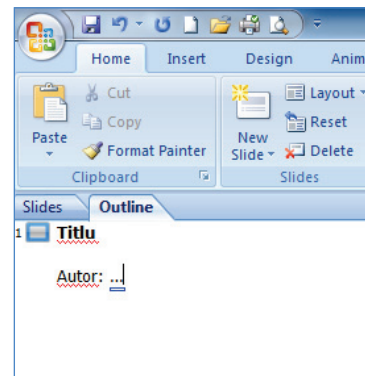 Home Insert Design Anim
Cut
Copy
Format Painter
Paste
Clipboard
New
Slide
Layout
Reset
Delete
Slides
Slides Outline
1 Titlu
Autor: ...